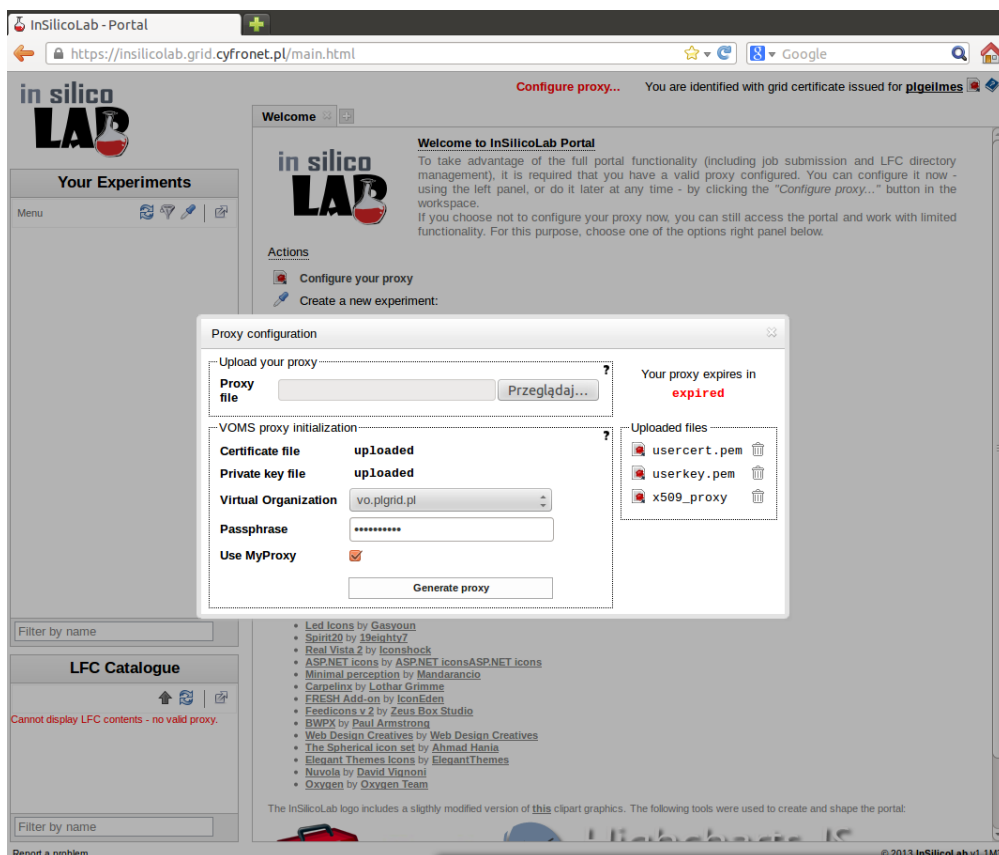 InSilicoLab - Portal
https://insilicolab.grid.cyfronet.pl/main.html
8 Google
in silico
LAB
Configure proxy... You are identified with grid certificate issued for plgeilmes
Welcome
Your Experiments
Menu
in silico
LAB
Welcome to InSilicoLab Portal
To take advantage of the full portal functionality (including job submission and LFC directory
management), it is required that you have a valid proxy configured. You can configure it now -
using the left panel, or do it later at any time - by clicking the "Configure proxy..." button in the
workspace.
If you choose not to configure your proxy now, you can still access the portal and work with limited
functionality. For this purpose, choose one of the options right panel below.
Actions
Configure your proxy
Create a new experiment:
Proxy configuration
Upload your proxy
?
Proxy
file
Przeglądaj...
Your proxy expires in
expired
VOMS proxy initialization
?
Certificate file uploaded
Private key file uploaded
Virtual Organization vo.plgrid.pl
Passphrase ••••••••••
Use MyProxy
Generate proxy
Uploaded files
usercert.pem
userkey.pem
x509_proxy
Filter by name
• Led Icons by Gasyoun
• Spirit20 by 19eighty7
• Real Vista 2 by Iconshock
• ASP.NET icons by ASP.NET iconsASP.NET icons
• Minimal perception by Mandarancio
• Carpelinx by Lothar Grimme
• FRESH Add-on by IconEden
• Feedicons v 2 by Zeus Box Studio
• BWPX by Paul Armstrong
• Web Design Creatives by Web Design Creatives
• The Spherical icon set by Ahmad Hania
• Elegant Themes Icons by ElegantThemes
• Nuvola by David Vignoni
• Oxygen by Oxygen Team
LFC Catalogue
Cannot display LFC contents - no valid proxy.
The InSilicoLab logo includes a sligthly modified version of this clipart graphics. The following tools were used to create and shape the portal:
Filter by name
Highcharts JS
Report a problem
© 2013 InSilicoLab